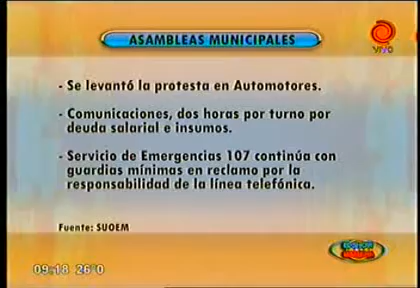 ASAMBLEAS MUNICIPALES
VIVO
- Se levantó la protesta en Automotores.
- Comunicaciones, dos horas por turno por
deuda salarial e insumos.
- Servicio de Emergencias 107 continúa con
guardias mínimas en reclamo por la
responsabilidad de la línea telefónica.
Fuente: SUOEM
09:18 26°0